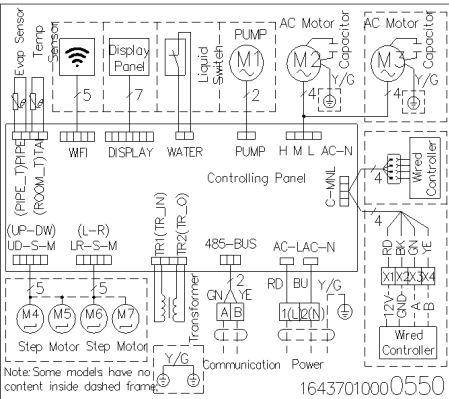 Evap Sensor
Temp Sensor
Display Panel
Liquid Switch
PUMP
M1
AC Motor
M2
Capacitor
Y/G
AC Motor
M3
Capacitor
Y/G
5
7
2
4
4
(PIPE_T)PIPE
(ROOM_T)TA
WIFI
DISPLAY
WATER
PUMP
H M L AC-N
Controlling Panel
C-MNL
4
Wired Controller
4
(UP-DW)
UD-S-M
(L-R)
LR-S-M
TR1(TR_IN)
TR2(TR_O)
485-BUS
AC-L AC-N
5
5
2
GN
YE
RD
BU
Y/G
RD
BK
GN
YE
M4
M5
M6
M7
Step Motor
Step Motor
Transformer
A B
1(L) 2(N)
X1 X2 X3 X4
12V
GND
A
B
Y/G
Communication
Power
Wired Controller
Note: Some models have no
content inside dashed frame.
16437010000550